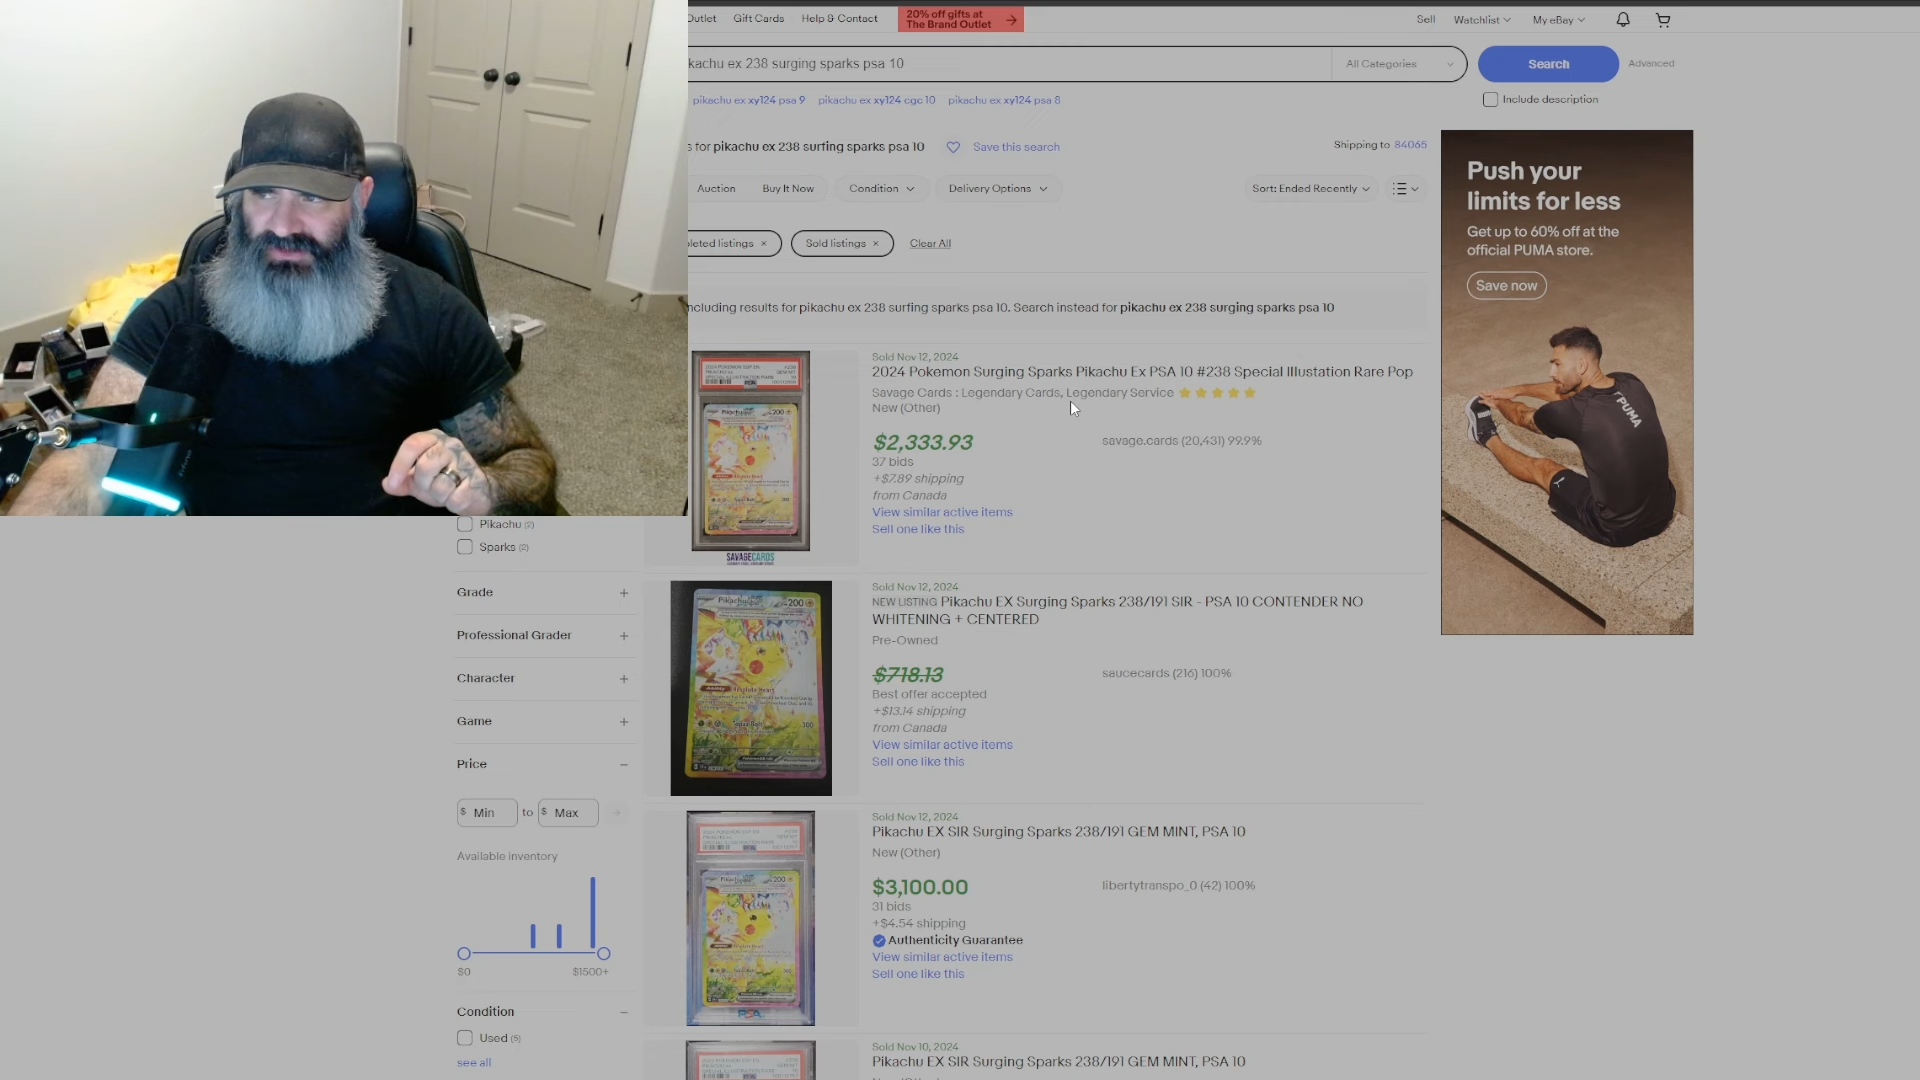 Outlet Gift Cards Help & Contact 20% off gifts at The Brand Outlet Sell Watchlist My eBay
kachu ex 238 surging sparks psa 10 All Categories Search Advanced
pikachu ex xy124 psa 9 pikachu ex xy124 cgc 10 pikachu ex xy124 psa 8 Include description
s for pikachu ex 238 surfing sparks psa 10 Save this search Shipping to 84065
Auction Buy It Now Condition Delivery Options Sort: Ended Recently
leted listings × Sold listings × Clear All
ncluding results for pikachu ex 238 surfing sparks psa 10. Search instead for pikachu ex 238 surging sparks psa 10
Sold Nov 12, 2024
2024 Pokemon Surging Sparks Pikachu Ex PSA 10 #238 Special Illustation Rare Pop
Savage Cards : Legendary Cards, Legendary Service
New (Other)
$2,333.93 savage.cards (20,431) 99.9%
37 bids
+$7.89 shipping
from Canada
View similar active items
Sell one like this
SAVAGECARDS
Sold Nov 12, 2024
NEW LISTING Pikachu EX Surging Sparks 238/191 SIR - PSA 10 CONTENDER NO
WHITENING + CENTERED
Pre-Owned
$718.13 saucecards (216) 100%
Best offer accepted
+$13.14 shipping
from Canada
View similar active items
Sell one like this
Sold Nov 12, 2024
Pikachu EX SIR Surging Sparks 238/191 GEM MINT, PSA 10
New (Other)
$3,100.00 libertytranspo_0 (42) 100%
31 bids
+$4.54 shipping
Authenticity Guarantee
View similar active items
Sell one like this
Sold Nov 10, 2024
Pikachu EX SIR Surging Sparks 238/191 GEM MINT, PSA 10
Pikachu (2)
Sparks (2)
Grade +
Professional Grader +
Character +
Game +
Price −
$ Min to $ Max
Available inventory
$0 $1500+
Condition −
Used (5)
see all
Push your
limits for less
Get up to 60% off at the
official PUMA store.
Save now
PUMA